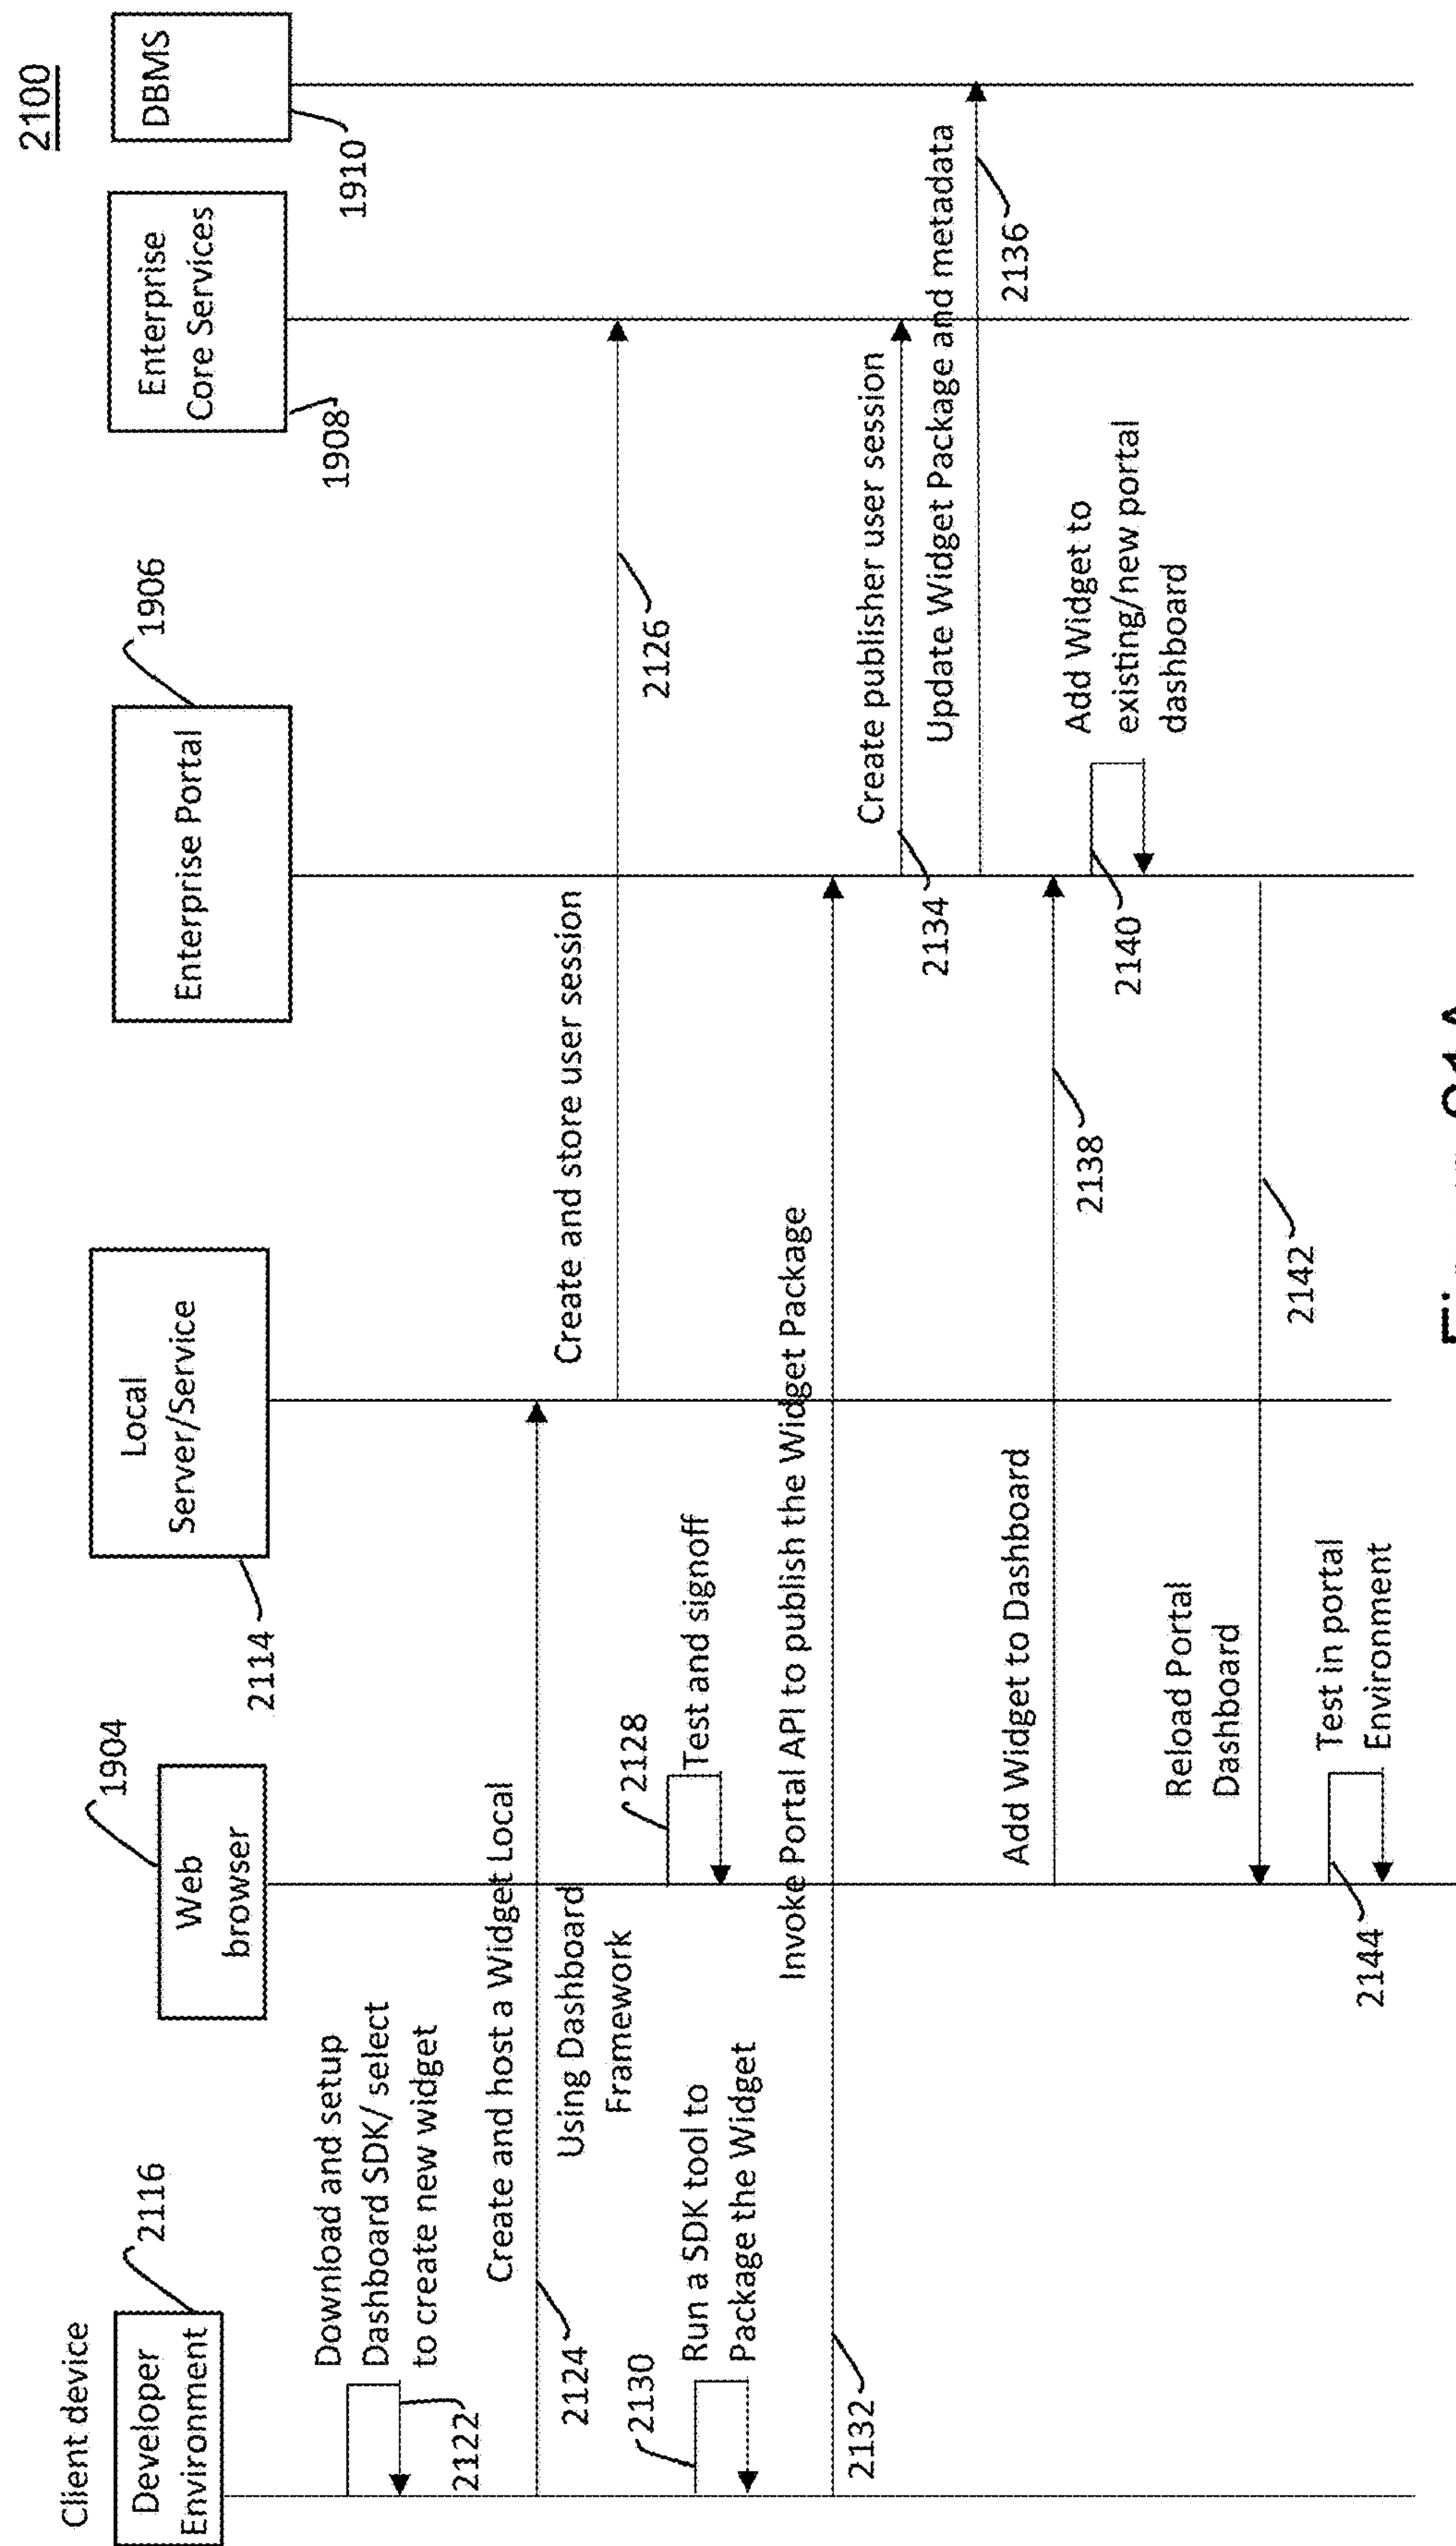 2100
Client device
Developer
Environment
2116
Web
browser
1904
Local
Server/Service
2114
Enterprise Portal
1906
Enterprise
Core Services
1908
DBMS
1910
Download and setup
Dashboard SDK/ select
to create new widget
2122
Create and host a Widget Local
Using Dashboard
Framework
2124
Create and store user session
2126
2128
Test and signoff
2130
Run a SDK tool to
Package the Widget
Invoke Portal API to publish the Widget Package
2132
Create publisher user session
2134
Update Widget Package and metadata
2136
Add Widget to Dashboard
2138
Add Widget to
existing/new portal
dashboard
2140
Reload Portal
Dashboard
2142
Test in portal
Environment
2144